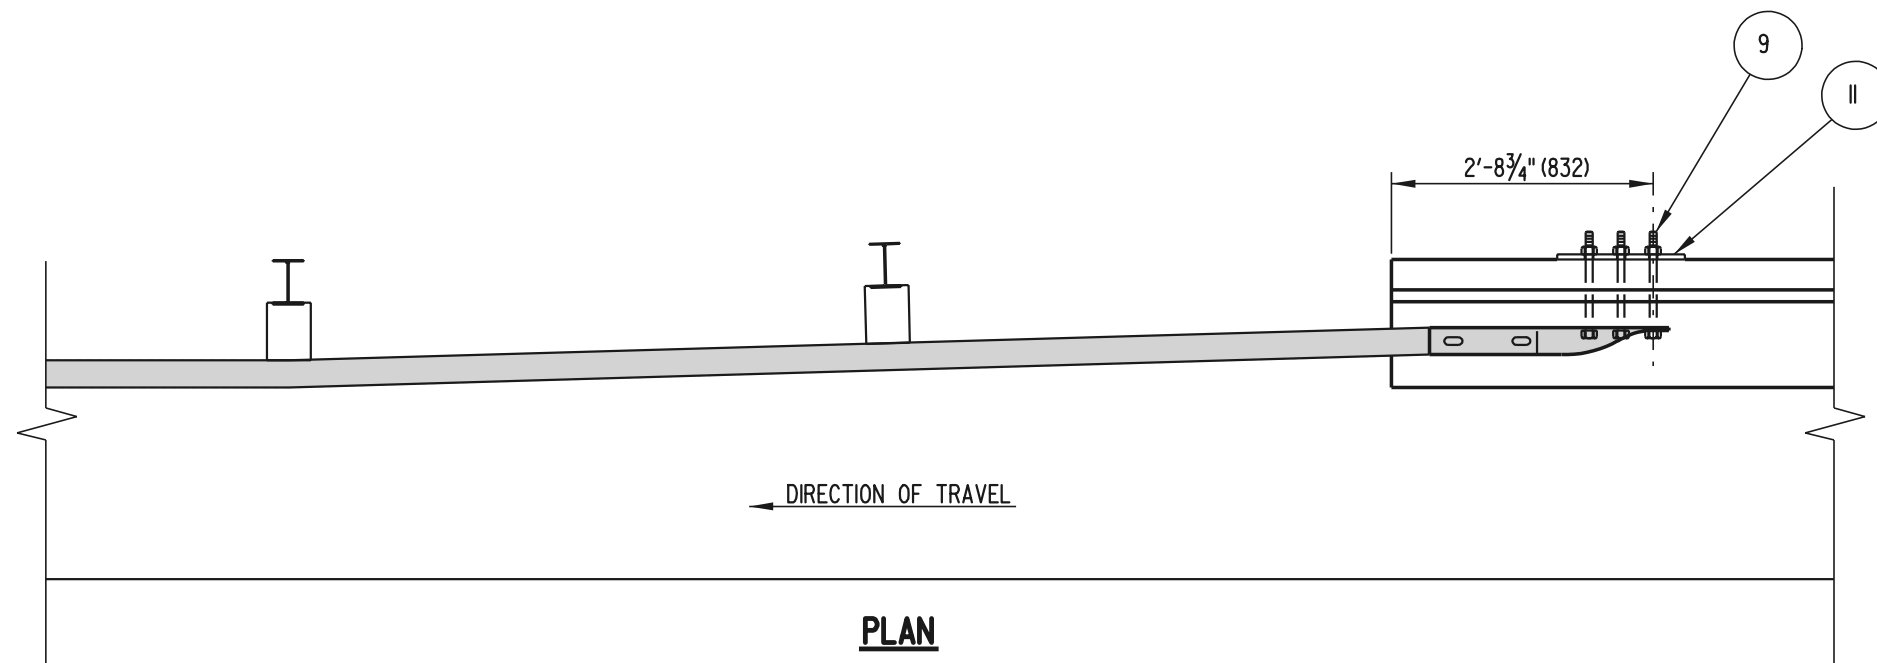 9
11
2'-8¾" (832)
DIRECTION OF TRAVEL
PLAN